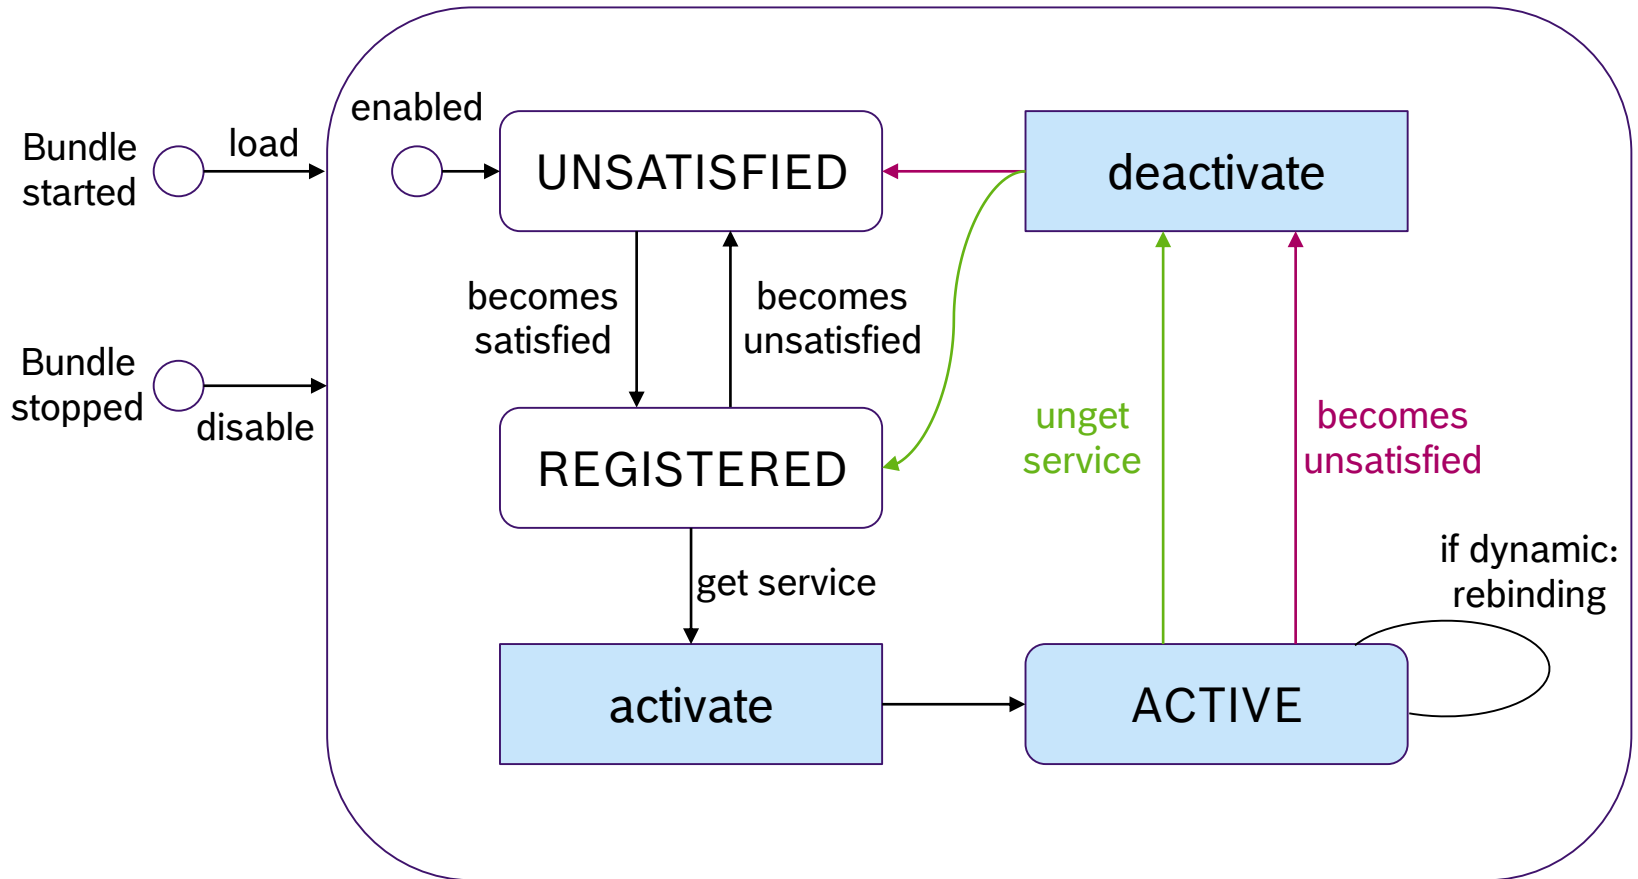 enabled
Bundle
started
load
UNSATISFIED
deactivate
becomes
satisfied
becomes
unsatisfied
Bundle
stopped
disable
REGISTERED
unget
service
becomes
unsatisfied
get service
if dynamic:
rebinding
activate
ACTIVE